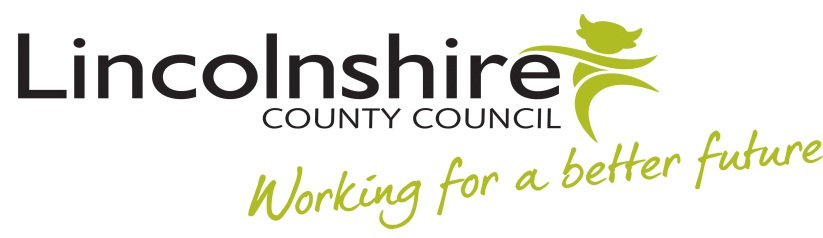 Lincolnshire
COUNTY COUNCIL
Working for a better future